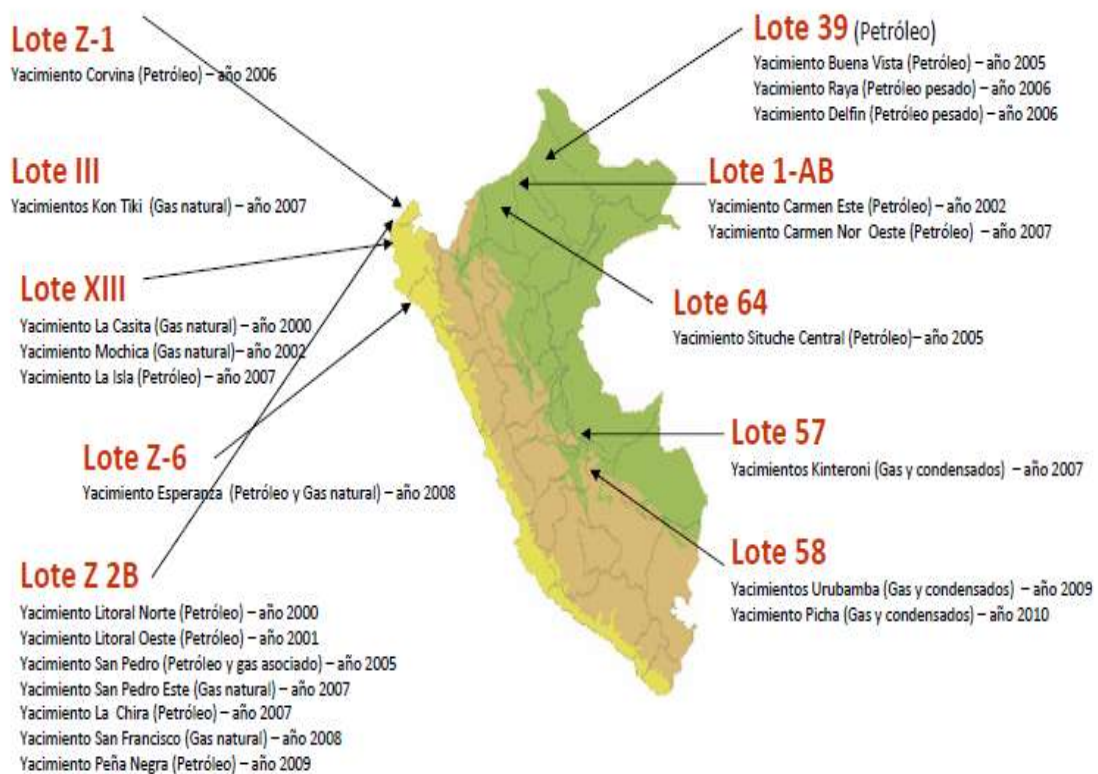 Lote Z-1
Yacimiento Corvina (Petróleo) – año 2006
Lote III
Yacimientos Kon Tiki (Gas natural) – año 2007
Lote XIII
Yacimiento La Casita (Gas natural) – año 2000
Yacimiento Mochica (Gas natural)– año 2002
Yacimiento La Isla (Petróleo) – año 2007
Lote Z-6
Yacimiento Esperanza (Petróleo y Gas natural) – año 2008
Lote Z 2B
Yacimiento Litoral Norte (Petróleo) – año 2000
Yacimiento Litoral Oeste (Petróleo) – año 2001
Yacimiento San Pedro (Petróleo y gas asociado) – año 2005
Yacimiento San Pedro Este (Gas natural) – año 2007
Yacimiento La Chira (Petróleo) – año 2007
Yacimiento San Francisco (Gas natural) – año 2008
Yacimiento Peña Negra (Petróleo) – año 2009
Lote 39 (Petróleo)
Yacimiento Buena Vista (Petróleo) – año 2005
Yacimiento Raya (Petróleo pesado) – año 2006
Yacimiento Delfin (Petróleo pesado) – año 2006
Lote 1-AB
Yacimiento Carmen Este (Petróleo) – año 2002
Yacimiento Carmen Nor Oeste (Petróleo) – año 2007
Lote 64
Yacimiento Situche Central (Petróleo)– año 2005
Lote 57
Yacimientos Kinteroni (Gas y condensados) – año 2007
Lote 58
Yacimientos Urubamba (Gas y condensados) – año 2009
Yacimiento Picha (Gas y condensados) – año 2010